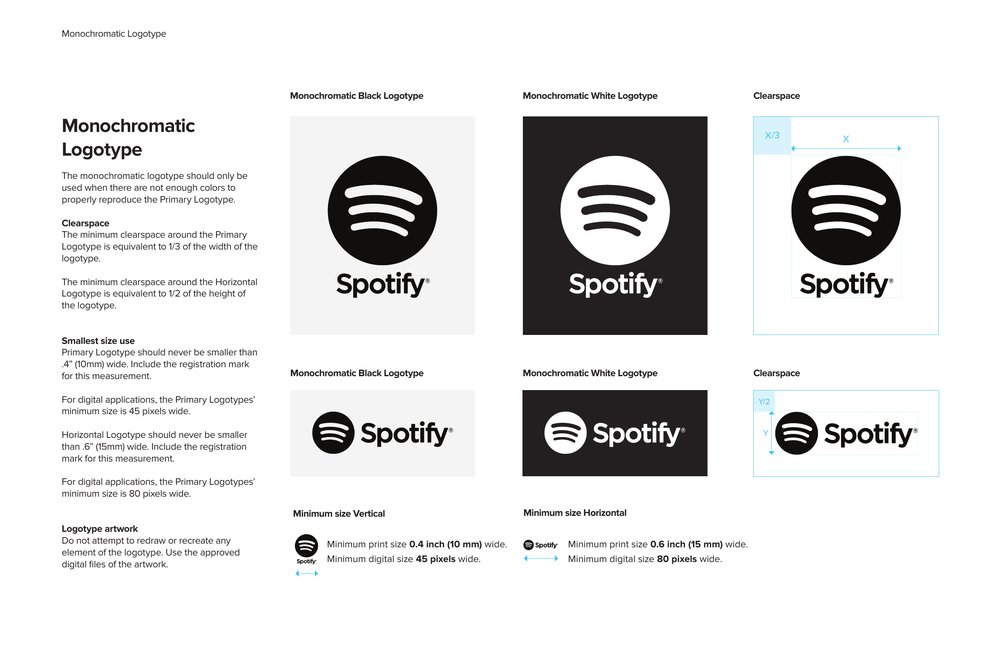 Monochromatic Logotype
Monochromatic
Logotype
The monochromatic logotype should only be
used when there are not enough colors to
properly reproduce the Primary Logotype.
Clearspace
The minimum clearspace around the Primary
Logotype is equivalent to 1/3 of the width of the
logotype.
The minimum clearspace around the Horizontal
Logotype is equivalent to 1/2 of the height of
the logotype.
Smallest size use
Primary Logotype should never be smaller than
.4” (10mm) wide. Include the registration mark
for this measurement.
For digital applications, the Primary Logotypes’
minimum size is 45 pixels wide.
Horizontal Logotype should never be smaller
than .6” (15mm) wide. Include the registration
mark for this measurement.
For digital applications, the Primary Logotypes’
minimum size is 80 pixels wide.
Logotype artwork
Do not attempt to redraw or recreate any
element of the logotype. Use the approved
digital files of the artwork.
Monochromatic Black Logotype
Spotify®
Monochromatic White Logotype
Spotify®
Clearspace
X/3
X
Spotify®
Monochromatic Black Logotype
Spotify®
Monochromatic White Logotype
Spotify®
Clearspace
Y/2
Y
Spotify®
Minimum size Vertical
Spotify
Minimum print size 0.4 inch (10 mm) wide.
Minimum digital size 45 pixels wide.
Minimum size Horizontal
Spotify
Minimum print size 0.6 inch (15 mm) wide.
Minimum digital size 80 pixels wide.